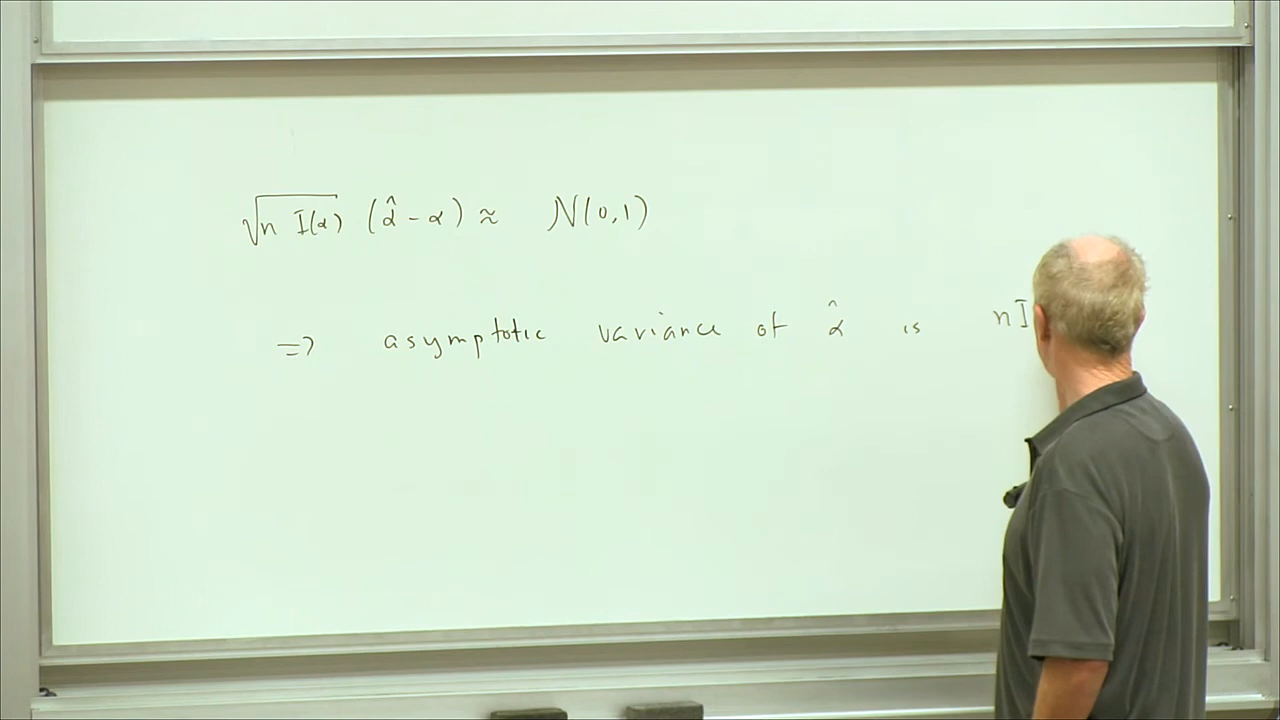 √(n I(α)) (α̂ - α) ≈ N(0,1)
=> asymptotic variance of α̂ is nI